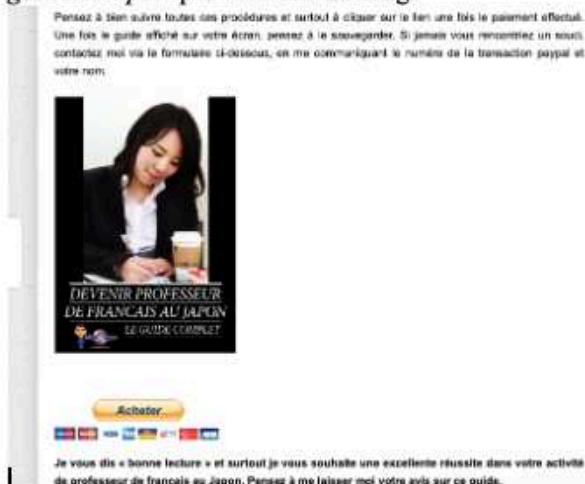 Pensez à bien suivre toutes ces procédures et surtout à cliquer sur le lien une fois le paiement effectué.
Une fois le guide affiché sur votre écran, pensez à le sauvegarder. Si jamais vous rencontriez un souci,
contactez moi via le formulaire ci-dessous, en me communiquant le numéro de la transaction paypal et
votre nom.
DEVENIR PROFESSEUR
DE FRANCAIS AU JAPON
LE GUIDE COMPLET
Acheter
Je vous dis « bonne lecture » et surtout je vous souhaite une excellente réussite dans votre activité
de professeur de français au Japon. Pensez à me laisser moi votre avis sur ce guide.